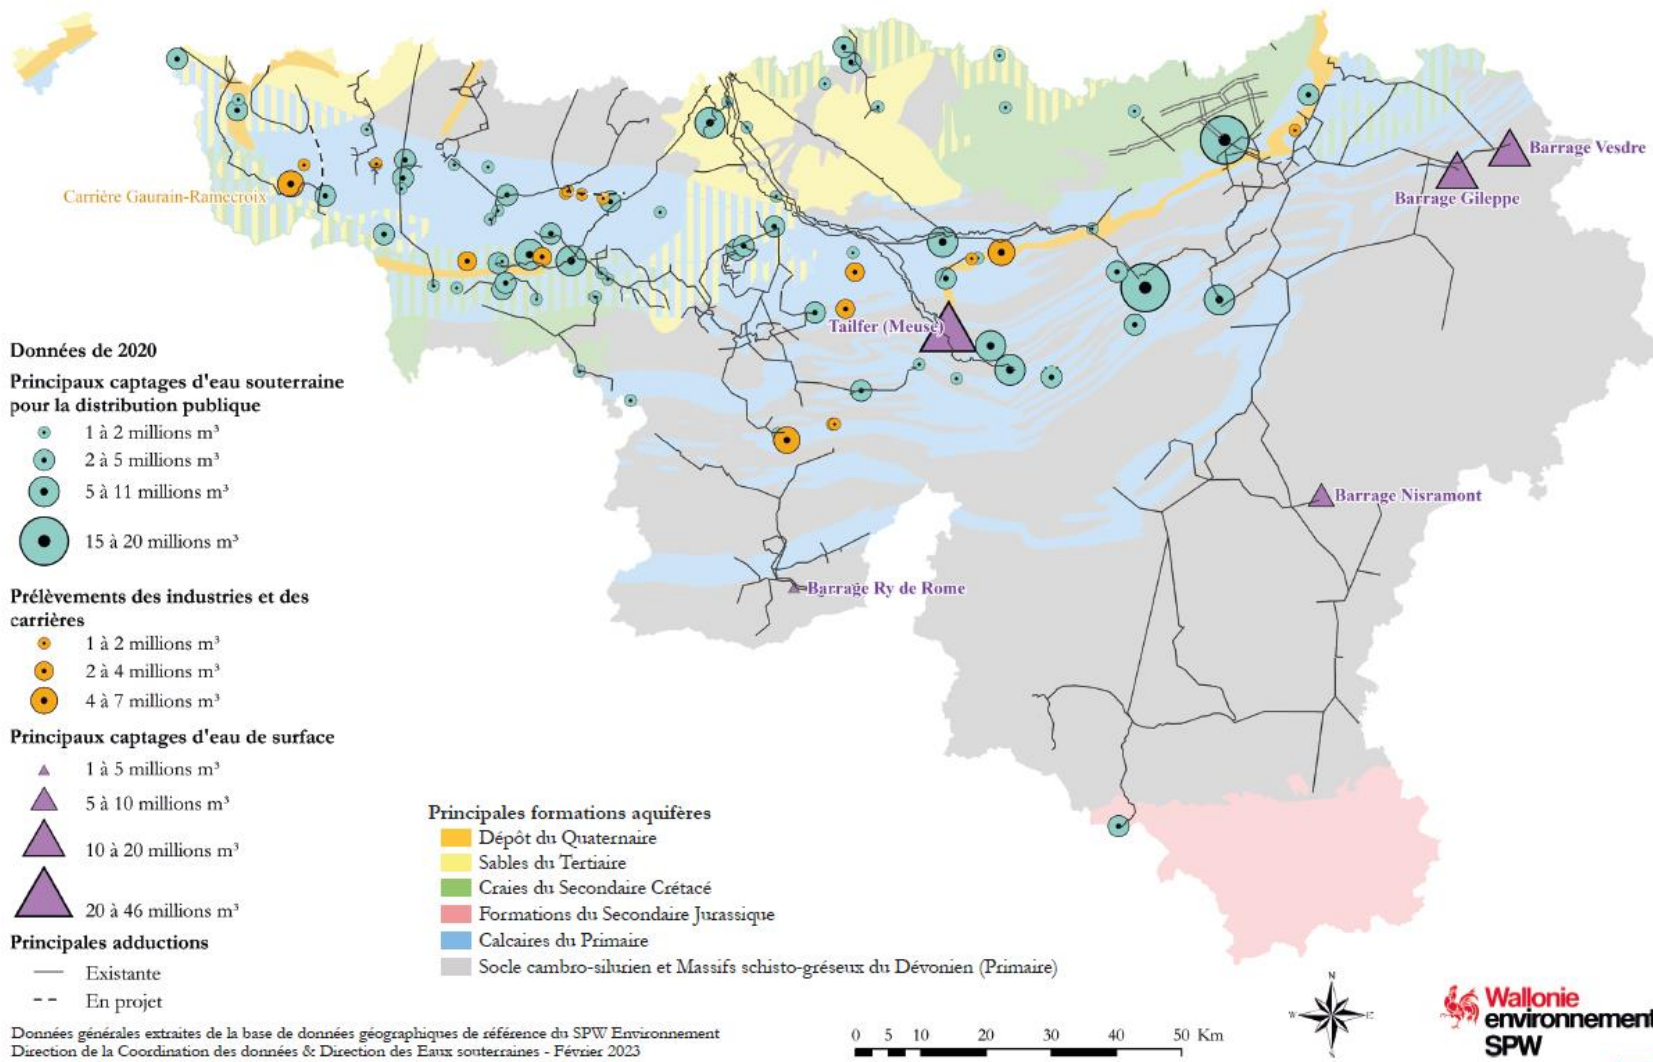 Barrage Vesdre
Barrage Gileppe
Carrière Gaurain-Ramecroix
Tailfer (Meuse)
Barrage Nisramont
Barrage Ry de Rome
Données de 2020
Principaux captages d'eau souterraine
pour la distribution publique
1 à 2 millions m³
2 à 5 millions m³
5 à 11 millions m³
15 à 20 millions m³
Prélèvements des industries et des
carrières
1 à 2 millions m³
2 à 4 millions m³
4 à 7 millions m³
Principaux captages d'eau de surface
1 à 5 millions m³
5 à 10 millions m³
10 à 20 millions m³
20 à 46 millions m³
Principales adductions
Existante
En projet
Principales formations aquifères
Dépôt du Quaternaire
Sables du Tertiaire
Craies du Secondaire Crétacé
Formations du Secondaire Jurassique
Calcaires du Primaire
Socle cambro-silurien et Massifs schisto-gréseux du Dévonien (Primaire)
Données générales extraites de la base de données géographiques de référence du SPW Environnement
Direction de la Coordination des données & Direction des Eaux souterraines - Février 2023
0 5 10 20 30 40 50 Km
N
W E
S
Wallonie
environnement
SPW